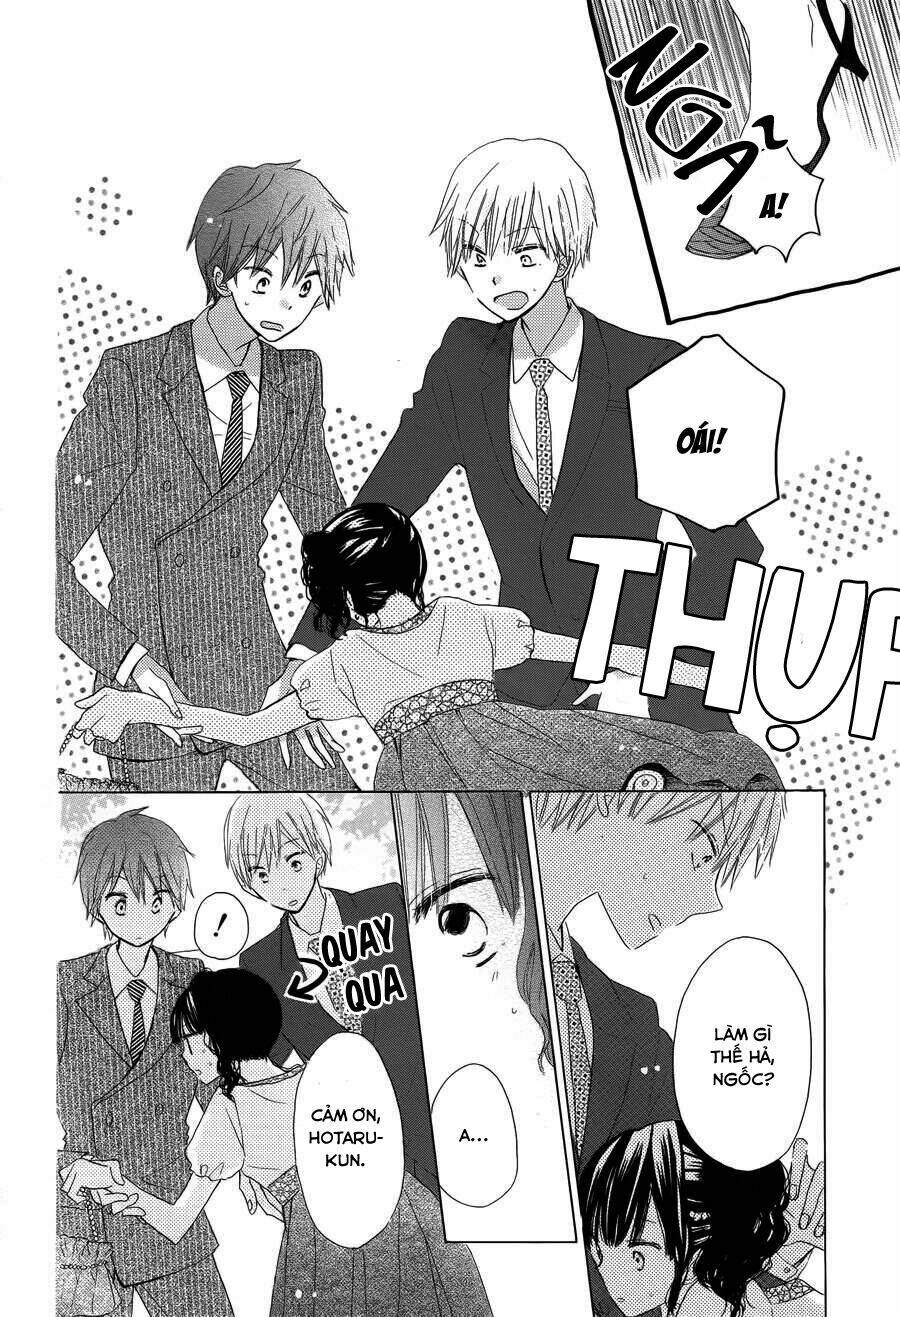 NGÃ
A!
OÁI!
THỤP
LÀM GÌ
THẾ HẢ,
NGỐC?
A...
!
QUAY
QUA
CẢM ƠN,
HOTARU-
KUN.